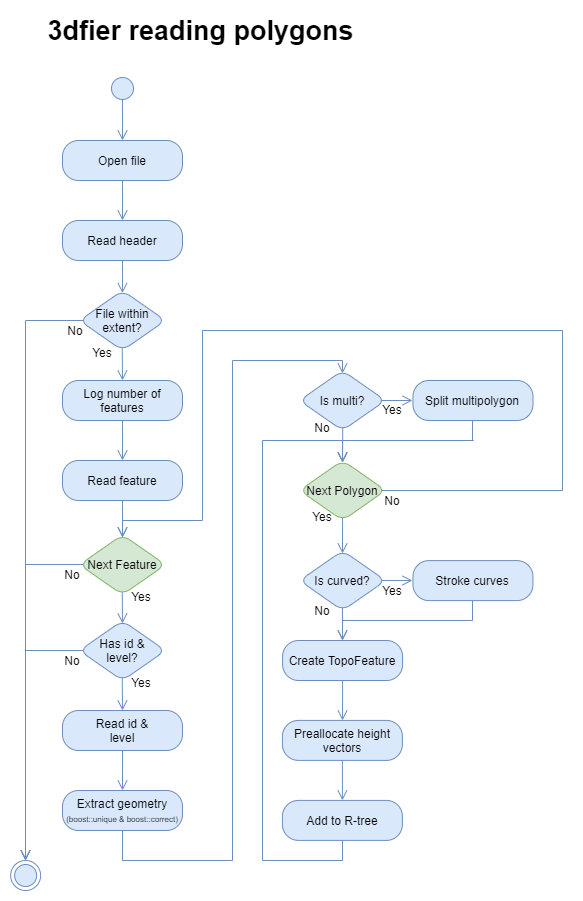 3dfier reading polygons
Open file
Read header
File within
extent?
No
Yes
Log number of
features
Read feature
Next Feature
No
Yes
Has id &
level?
No
Yes
Read id &
level
Extract geometry
(boost::unique & boost::correct)
Is multi?
Yes
No
Split multipolygon
Next Polygon
No
Yes
Is curved?
Yes
No
Stroke curves
Create TopoFeature
Preallocate height
vectors
Add to R-tree